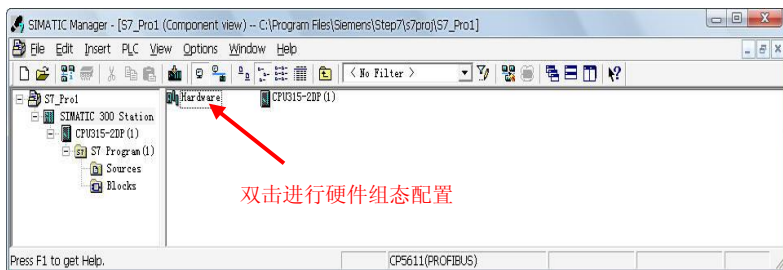 SIMATIC Manager - [S7_Pro1 (Component view) -- C:\Program Files\Siemens\Step7\s7proj\S7_Pro1]
File Edit Insert PLC View Options Window Help
< No Filter >
S7_Pro1
SIMATIC 300 Station
CPU315-2DP(1)
S7 Program(1)
Sources
Blocks
Hardware CPU315-2DP(1)
双击进行硬件组态配置
Press F1 to get Help. CP5611(PROFIBUS)